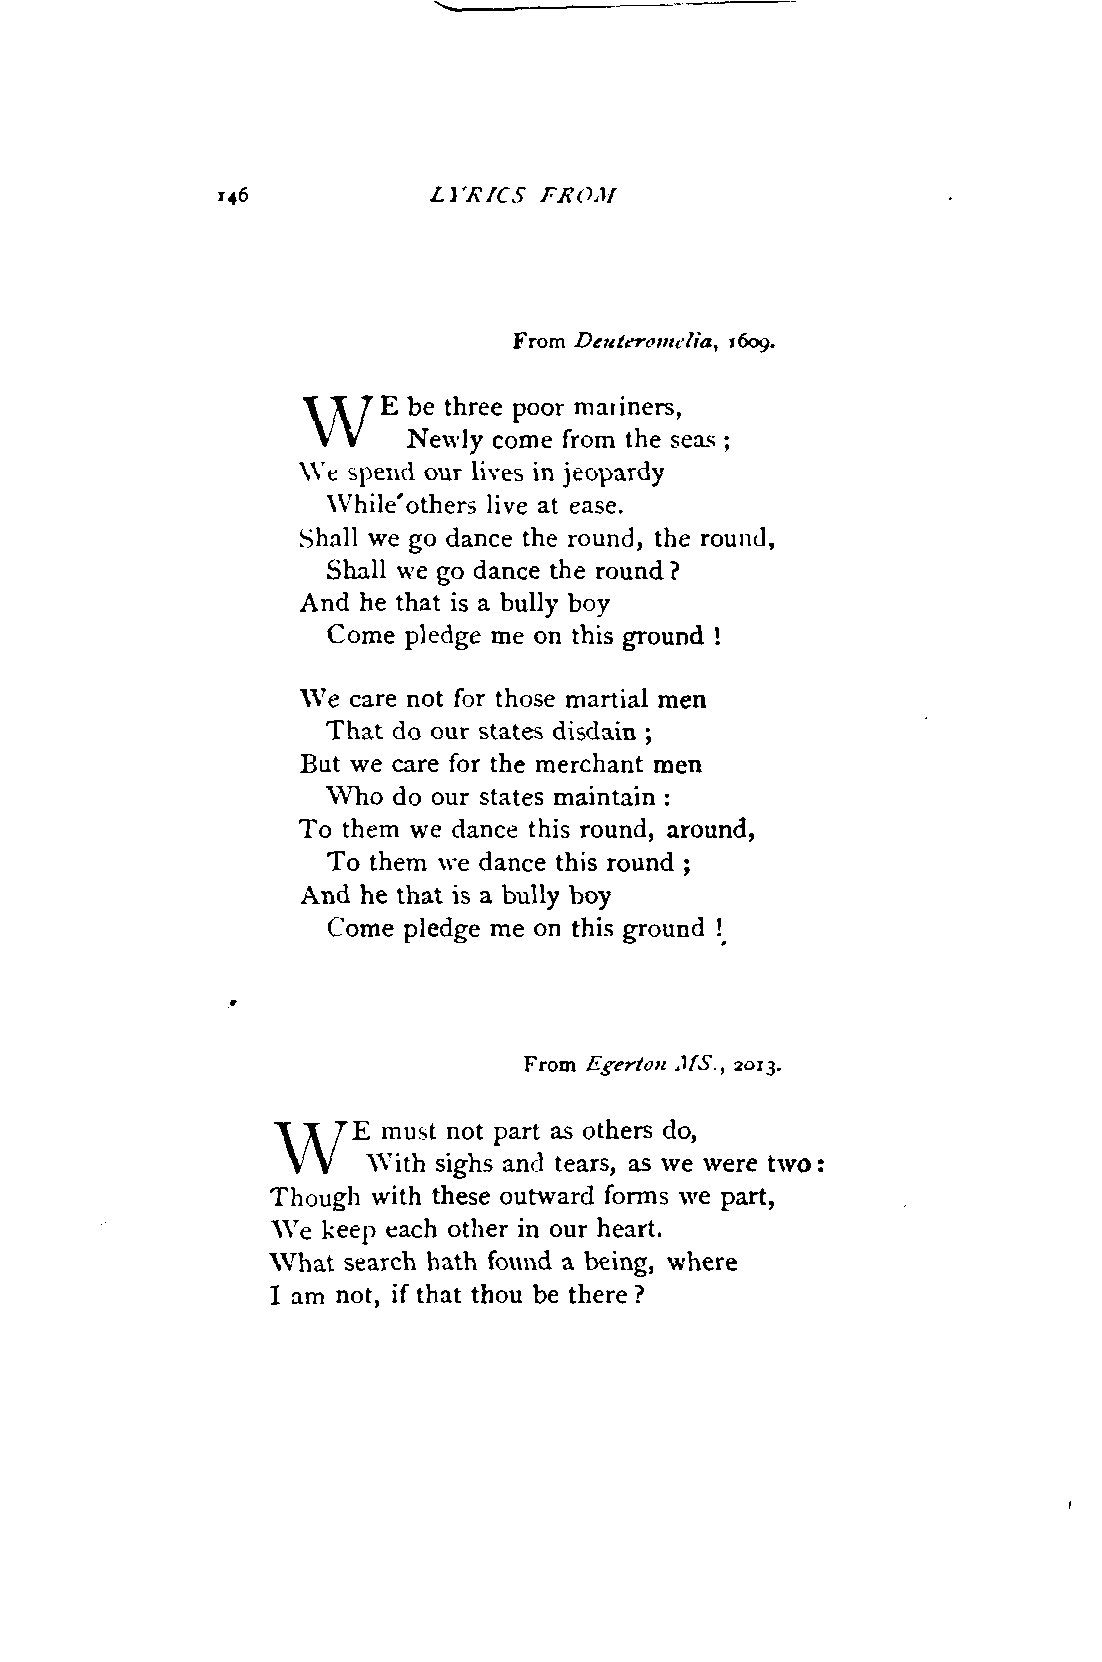 146 LYRICS FROM
From Deuteromelia, 1609.
WE be three poor mariners,
Newly come from the seas ;
We spend our lives in jeopardy
While others live at ease.
Shall we go dance the round, the round,
Shall we go dance the round ?
And he that is a bully boy
Come pledge me on this ground !
We care not for those martial men
That do our states disdain ;
But we care for the merchant men
Who do our states maintain :
To them we dance this round, around,
To them we dance this round ;
And he that is a bully boy
Come pledge me on this ground !
From Egerton MS., 2013.
WE must not part as others do,
With sighs and tears, as we were two :
Though with these outward forms we part,
We keep each other in our heart.
What search hath found a being, where
I am not, if that thou be there ?